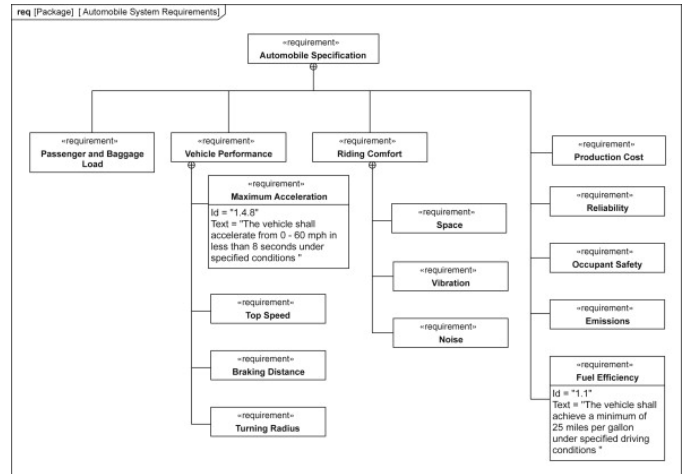 req [Package] [ Automobile System Requirements]
«requirement»
Automobile Specification
«requirement»
Passenger and Baggage
Load
«requirement»
Vehicle Performance
«requirement»
Maximum Acceleration
Id = "1.4.8"
Text = "The vehicle shall
accelerate from 0 - 60 mph in
less than 8 seconds under
specified conditions "
«requirement»
Top Speed
«requirement»
Braking Distance
«requirement»
Turning Radius
«requirement»
Riding Comfort
«requirement»
Space
«requirement»
Vibration
«requirement»
Noise
«requirement»
Production Cost
«requirement»
Reliability
«requirement»
Occupant Safety
«requirement»
Emissions
«requirement»
Fuel Efficiency
Id = "1.1"
Text = "The vehicle shall
achieve a minimum of
25 miles per gallon
under specified driving
conditions "